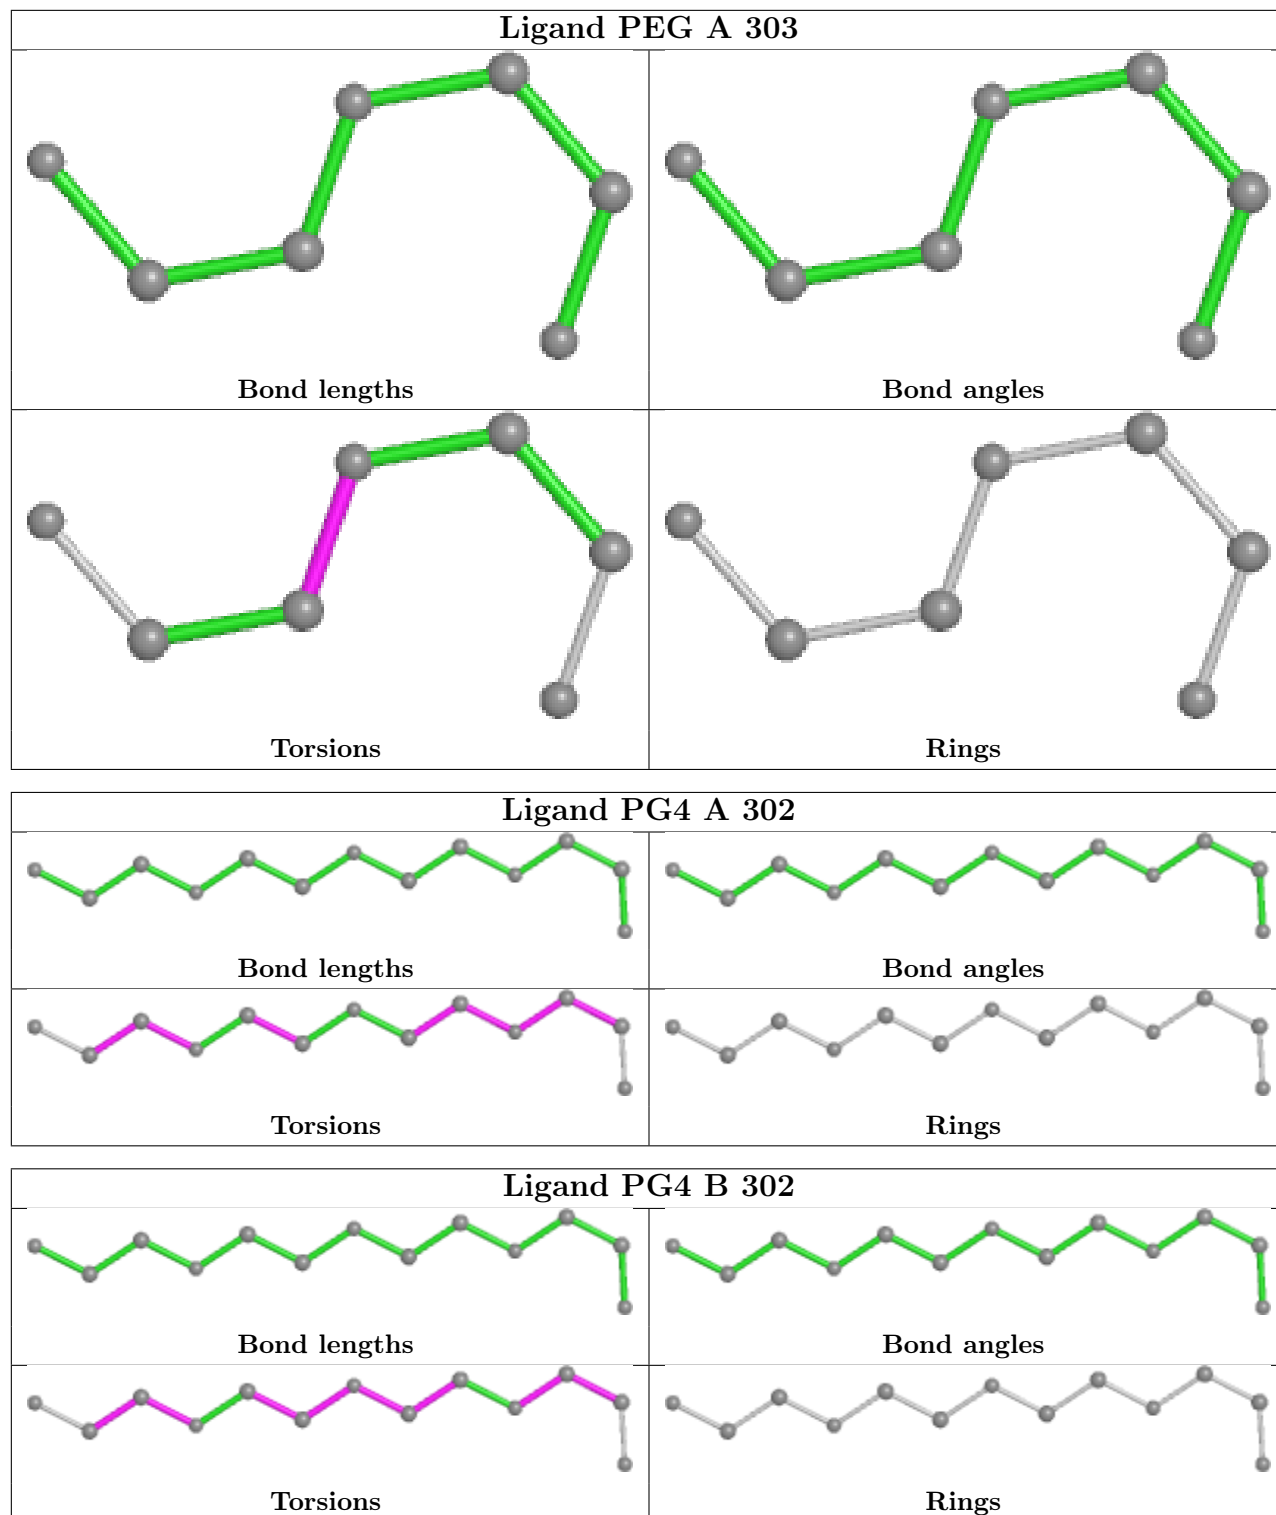 Ligand PEG A 303
Bond lengths
Bond angles
Torsions
Rings
Ligand PG4 A 302
Bond lengths
Bond angles
Torsions
Rings
Ligand PG4 B 302
Bond lengths
Bond angles
Torsions
Rings